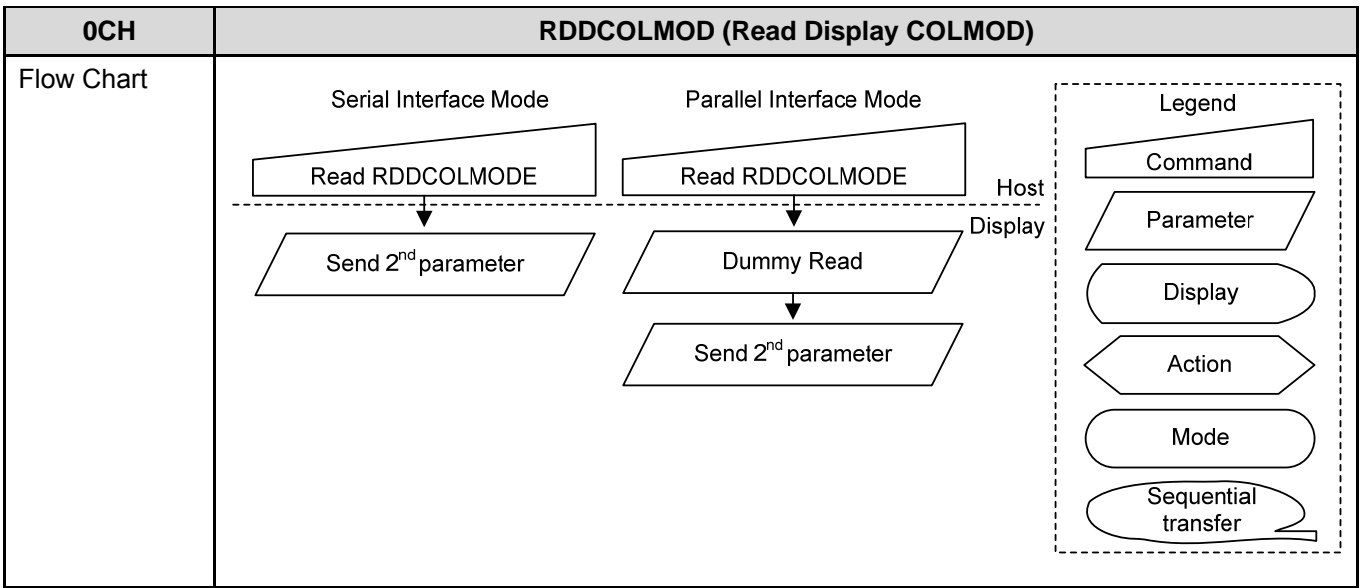 0CH
RDDCOLMOD (Read Display COLMOD)
Flow Chart
Serial Interface Mode
Read RDDCOLMODE
Send 2nd parameter
Parallel Interface Mode
Read RDDCOLMODE
Dummy Read
Send 2nd parameter
Host
Display
Legend
Command
Parameter
Display
Action
Mode
Sequential
transfer